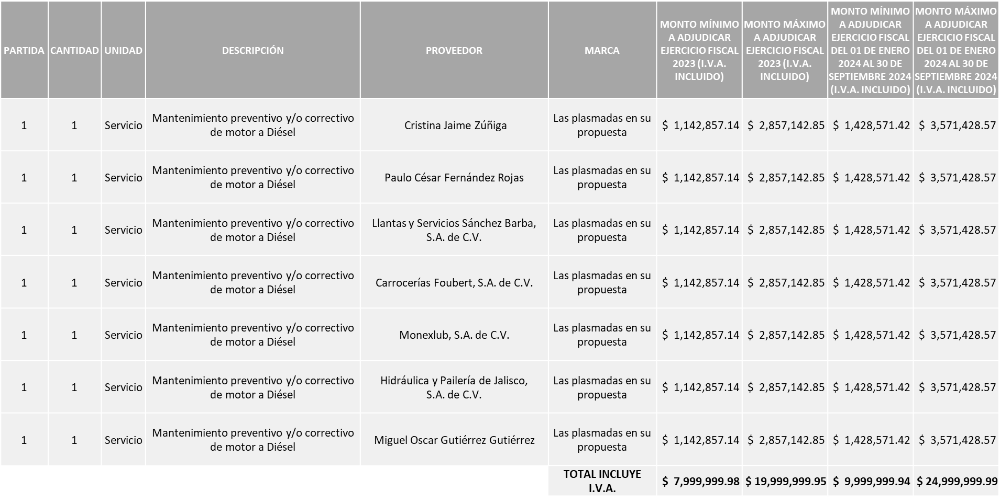 PARTIDA CANTIDAD UNIDAD DESCRIPCIÓN PROVEEDOR MARCA
MONTO MÍNIMO
A ADJUDICAR
EJERCICIO FISCAL
2023 (I.V.A.
INCLUIDO)
MONTO MÁXIMO
A ADJUDICAR
EJERCICIO FISCAL
2023 (I.V.A.
INCLUIDO)
MONTO MÍNIMO
A ADJUDICAR
EJERCICIO FISCAL
DEL 01 DE ENERO
2024 AL 30 DE
SEPTIEMBRE 2024
(I.V.A. INCLUIDO)
MONTO MÁXIMO
A ADJUDICAR
EJERCICIO FISCAL
DEL 01 DE ENERO
2024 AL 30 DE
SEPTIEMBRE 2024
(I.V.A. INCLUIDO)
1 1 Servicio
Mantenimiento preventivo y/o correctivo
de motor a Diésel
Cristina Jaime Zúñiga
Las plasmadas en su
propuesta
$ 1,142,857.14 $ 2,857,142.85 $ 1,428,571.42 $ 3,571,428.57
1 1 Servicio
Mantenimiento preventivo y/o correctivo
de motor a Diésel
Paulo César Fernández Rojas
Las plasmadas en su
propuesta
$ 1,142,857.14 $ 2,857,142.85 $ 1,428,571.42 $ 3,571,428.57
1 1 Servicio
Mantenimiento preventivo y/o correctivo
de motor a Diésel
Llantas y Servicios Sánchez Barba,
S.A. de C.V.
Las plasmadas en su
propuesta
$ 1,142,857.14 $ 2,857,142.85 $ 1,428,571.42 $ 3,571,428.57
1 1 Servicio
Mantenimiento preventivo y/o correctivo
de motor a Diésel
Carrocerías Foubert, S.A. de C.V.
Las plasmadas en su
propuesta
$ 1,142,857.14 $ 2,857,142.85 $ 1,428,571.42 $ 3,571,428.57
1 1 Servicio
Mantenimiento preventivo y/o correctivo
de motor a Diésel
Monexlub, S.A. de C.V.
Las plasmadas en su
propuesta
$ 1,142,857.14 $ 2,857,142.85 $ 1,428,571.42 $ 3,571,428.57
1 1 Servicio
Mantenimiento preventivo y/o correctivo
de motor a Diésel
Hidráulica y Pailería de Jalisco,
S.A. de C.V.
Las plasmadas en su
propuesta
$ 1,142,857.14 $ 2,857,142.85 $ 1,428,571.42 $ 3,571,428.57
1 1 Servicio
Mantenimiento preventivo y/o correctivo
de motor a Diésel
Miguel Oscar Gutiérrez Gutiérrez
Las plasmadas en su
propuesta
$ 1,142,857.14 $ 2,857,142.85 $ 1,428,571.42 $ 3,571,428.57
TOTAL INCLUYE
I.V.A.
$ 7,999,999.98 $ 19,999,999.95 $ 9,999,999.94 $ 24,999,999.99